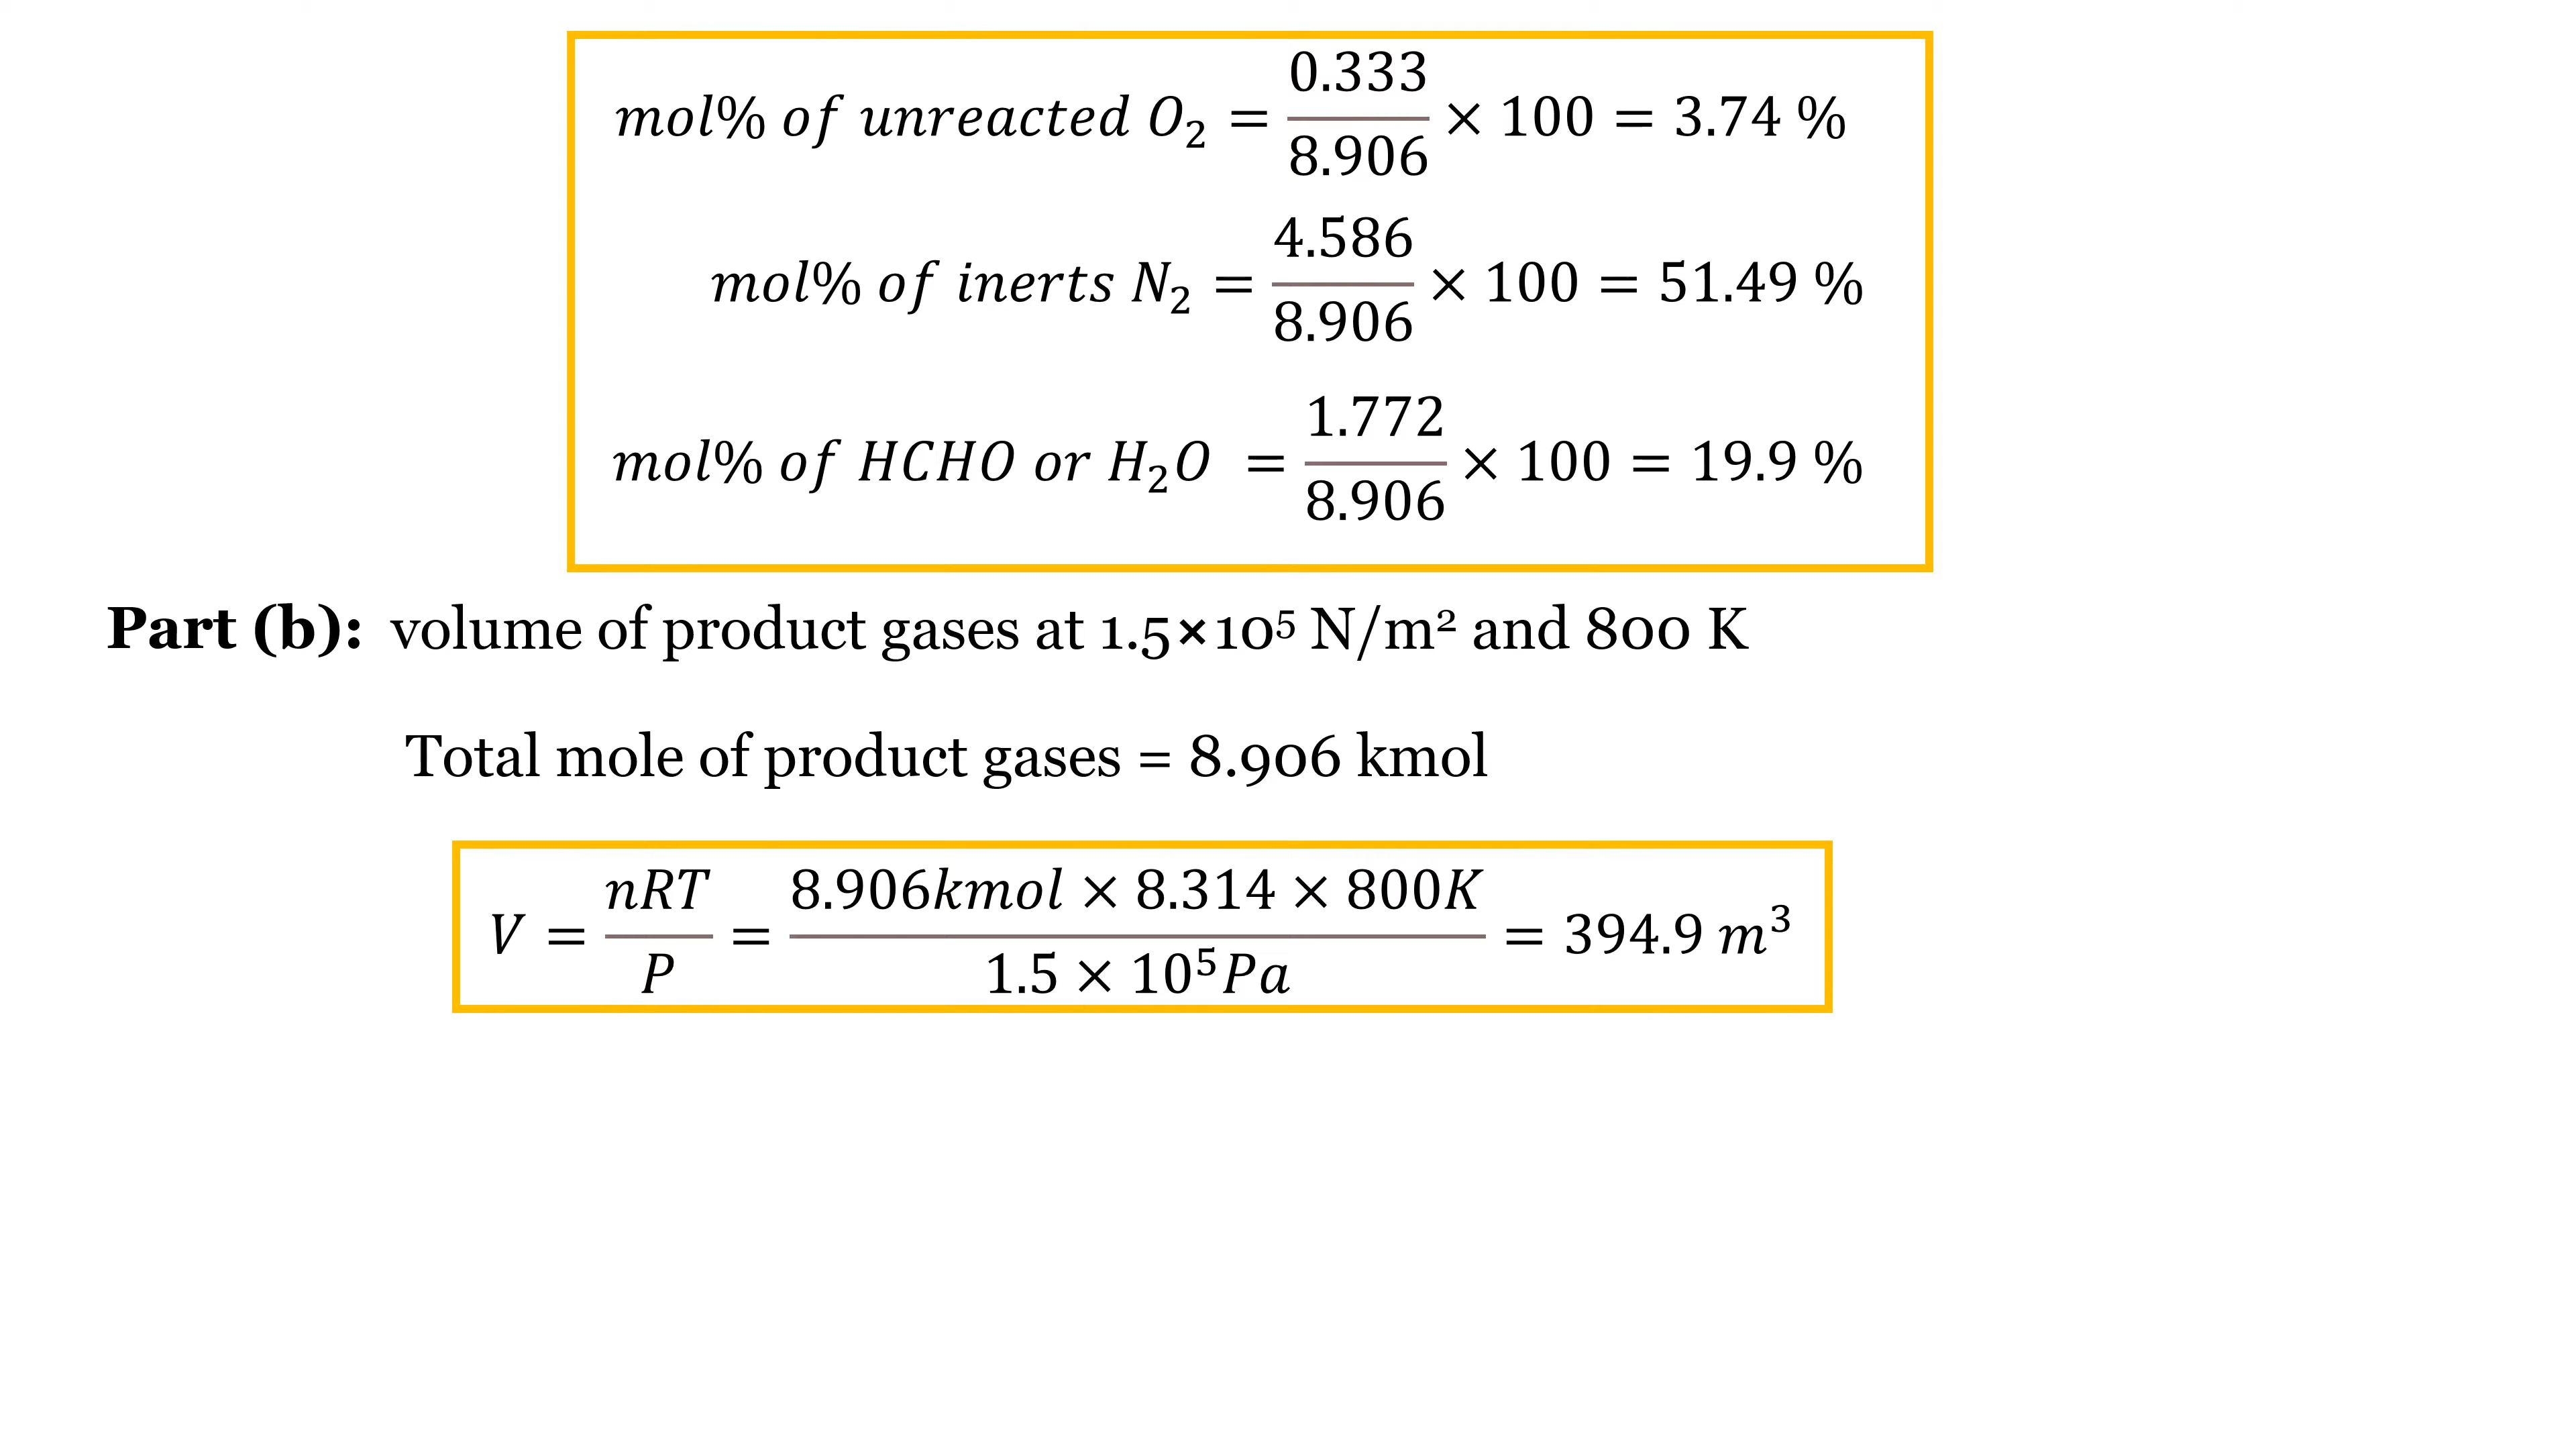 mol% of unreacted O₂ = 0.333/8.906 × 100 = 3.74 %
mol% of inerts N₂ = 4.586/8.906 × 100 = 51.49 %
mol% of HCHO or H₂O = 1.772/8.906 × 100 = 19.9 %
Part (b): volume of product gases at 1.5×10⁵ N/m² and 800 K
Total mole of product gases = 8.906 kmol
V = nRT/P = 8.906kmol × 8.314 × 800K/1.5 × 10⁵Pa = 394.9 m³